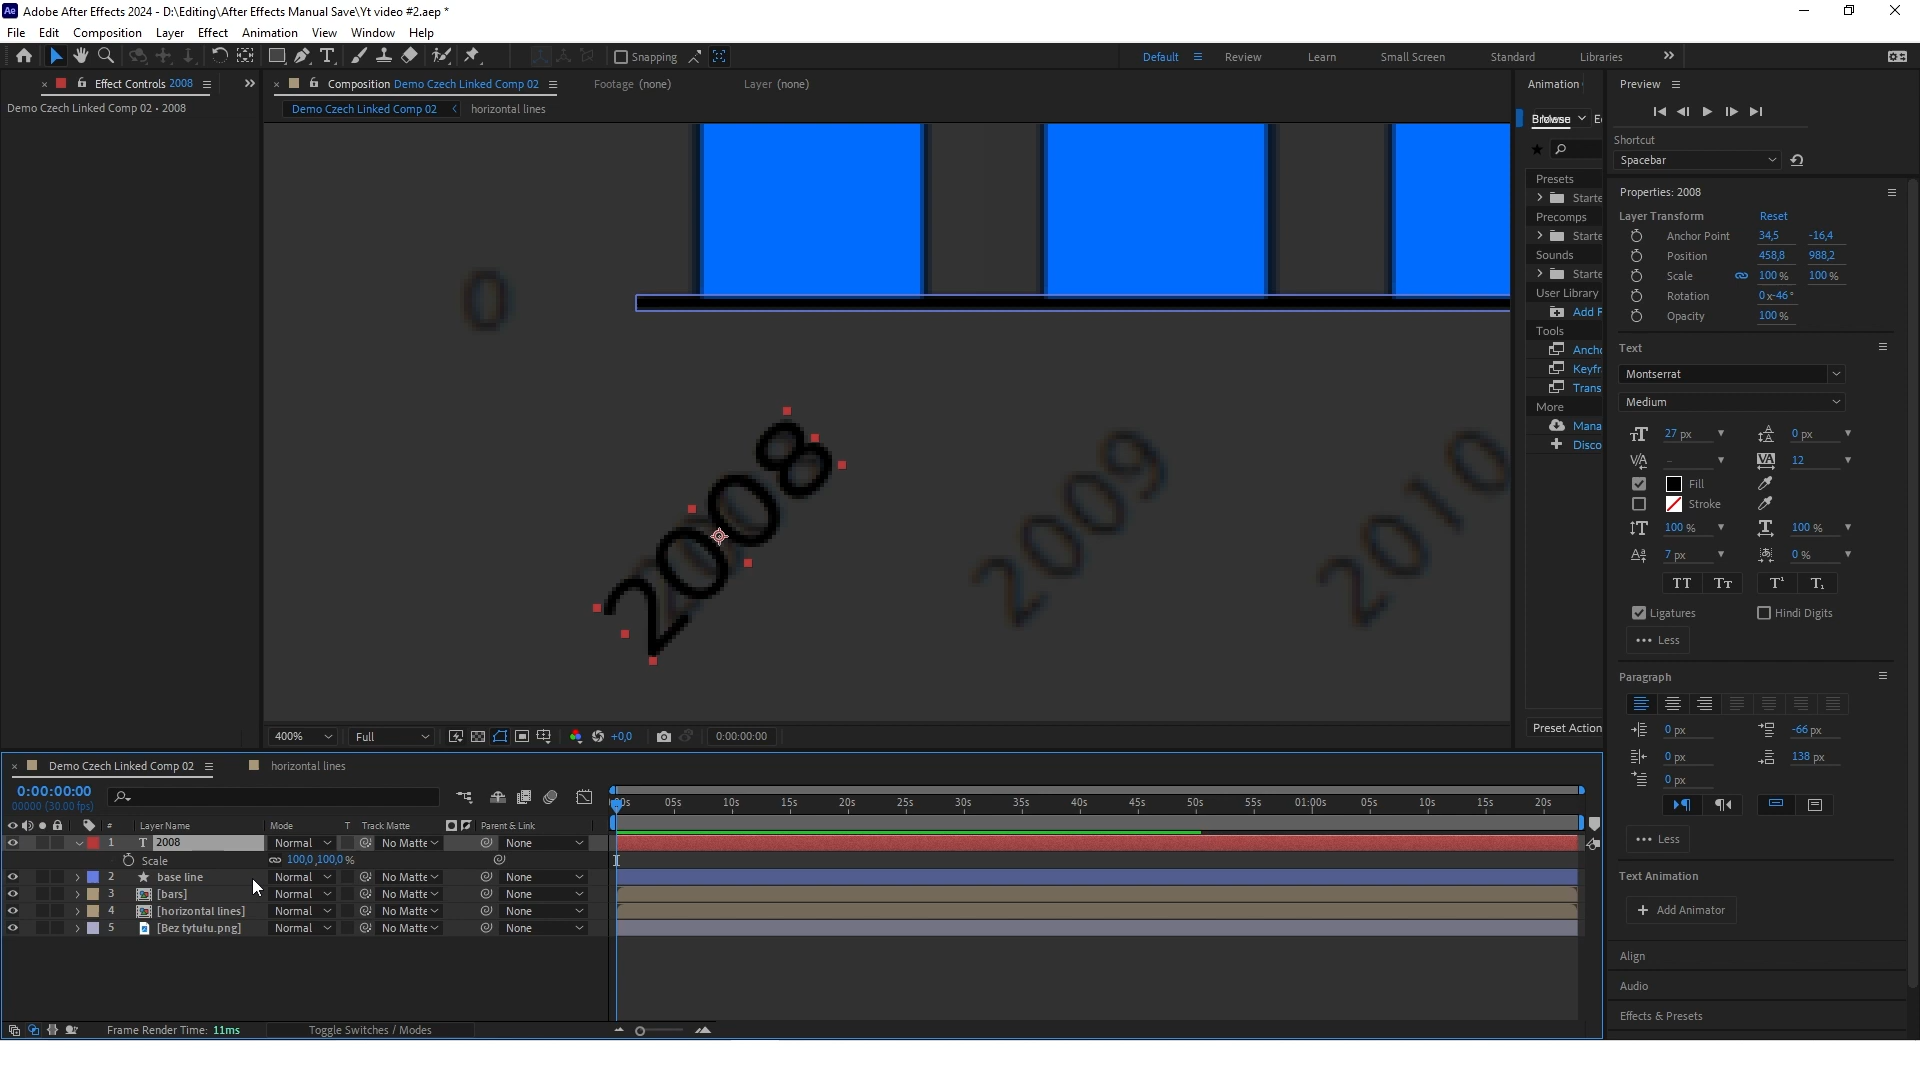 Adobe After Effects 2024 - D:\Editing\After Effects Manual Save\Yt video #2.aep *
File Edit Composition Layer Effect Animation View Window Help
Snapping
Default Review Learn Small Screen Standard Libraries
Effect Controls 2008
Composition Demo Czech Linked Comp 02
Footage (none)
Layer (none)
Animation
Preview
Demo Czech Linked Comp 02 • 2008
Demo Czech Linked Comp 02 horizontal lines
Shortcut
Spacebar
Presets
Starte
Precomps
Starte
Sounds
Starte
User Library
Add F
Tools
Ancho
Keyfr
Trans
More
Mana
Disco
Preset Action
Properties: 2008
Layer Transform Reset
Anchor Point 34,5 -16,4
Position 458,8 988,2
Scale 100 % 100 %
Rotation 0 x-46 °
Opacity 100 %
Text
Montserrat
Medium
27 px 0 px
– 12
Fill
Stroke
100 % 100 %
7 px 0 %
TT Tт T¹ T₁
Ligatures Hindi Digits
Less
Paragraph
0 px -66 px
0 px 138 px
0 px
Less
Text Animation
Add Animator
Align
Audio
Effects & Presets
0
2008
2009
2010
400% Full +0,0 0:00:00:00
Demo Czech Linked Comp 02 horizontal lines
0:00:00:00
00000 (30.00 fps)
05s 10s 15s 20s 25s 30s 35s 40s 45s 50s 55s 01:00s 05s 10s 15s 20s
# Layer Name Mode T Track Matte Parent & Link
1 T 2008 Normal No Matte None
Scale 100,0 ,100,0 %
2 base line Normal No Matte None
3 [bars] Normal No Matte None
4 [horizontal lines] Normal No Matte None
5 [Bez tytułu.png] Normal No Matte None
Frame Render Time: 11ms Toggle Switches / Modes